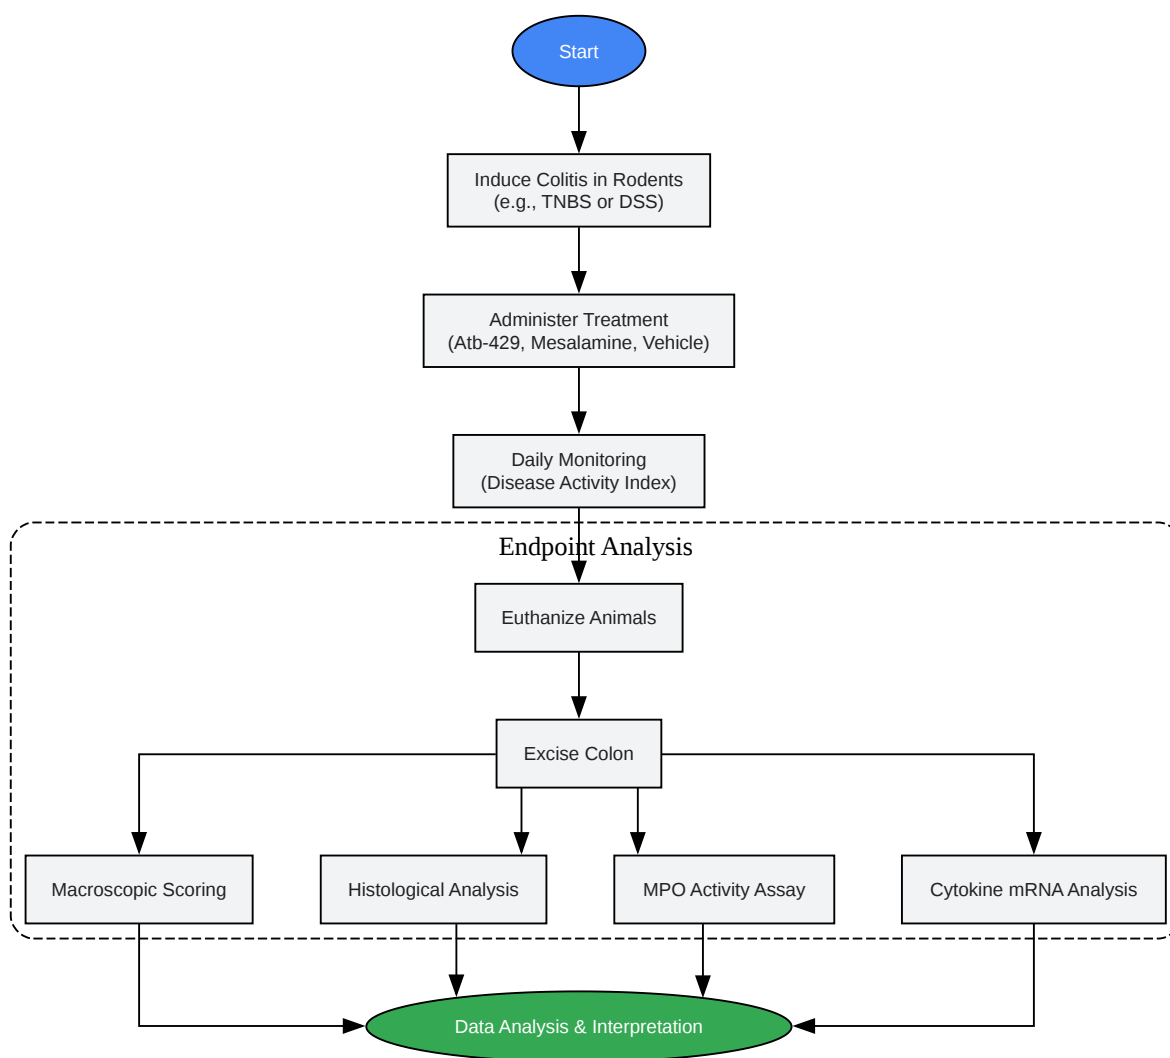 Start
Induce Colitis in Rodents
(e.g., TNBS or DSS)
Administer Treatment
(Atb-429, Mesalamine, Vehicle)
Daily Monitoring
(Disease Activity Index)
Endpoint Analysis
Euthanize Animals
Excise Colon
Macroscopic Scoring
Histological Analysis
MPO Activity Assay
Cytokine mRNA Analysis
Data Analysis & Interpretation